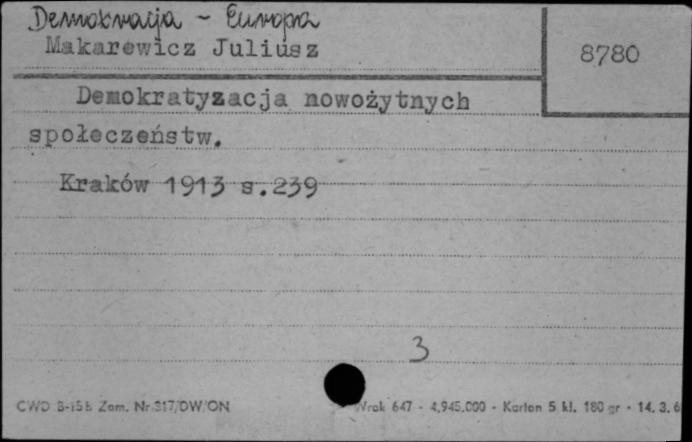 Demokracja - Europa
Makarewicz Juliusz
8780
Demokratyzacja nowożytnych
społeczeństw.
Kraków 1913 s.239
3
CWD B-15b Zam. Nr 317/DW/ON
Wrak 647 - 4,945.000 - Karton 5 kl. 180 gr - 14. 3. 6